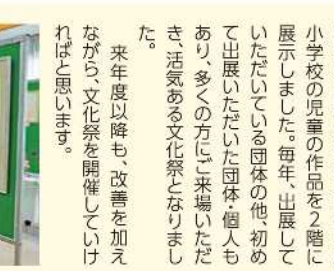 小学校の児童の作品を2階に
展示しました。毎年、出展して
いただいている団体の他、初め
て出展いただいた団体・個人も
あり、多くの方にご来場いただ
き、活気ある文化祭となりまし
た。
来年度以降も、改善を加え
ながら、文化祭を開催していけ
ればと思います。